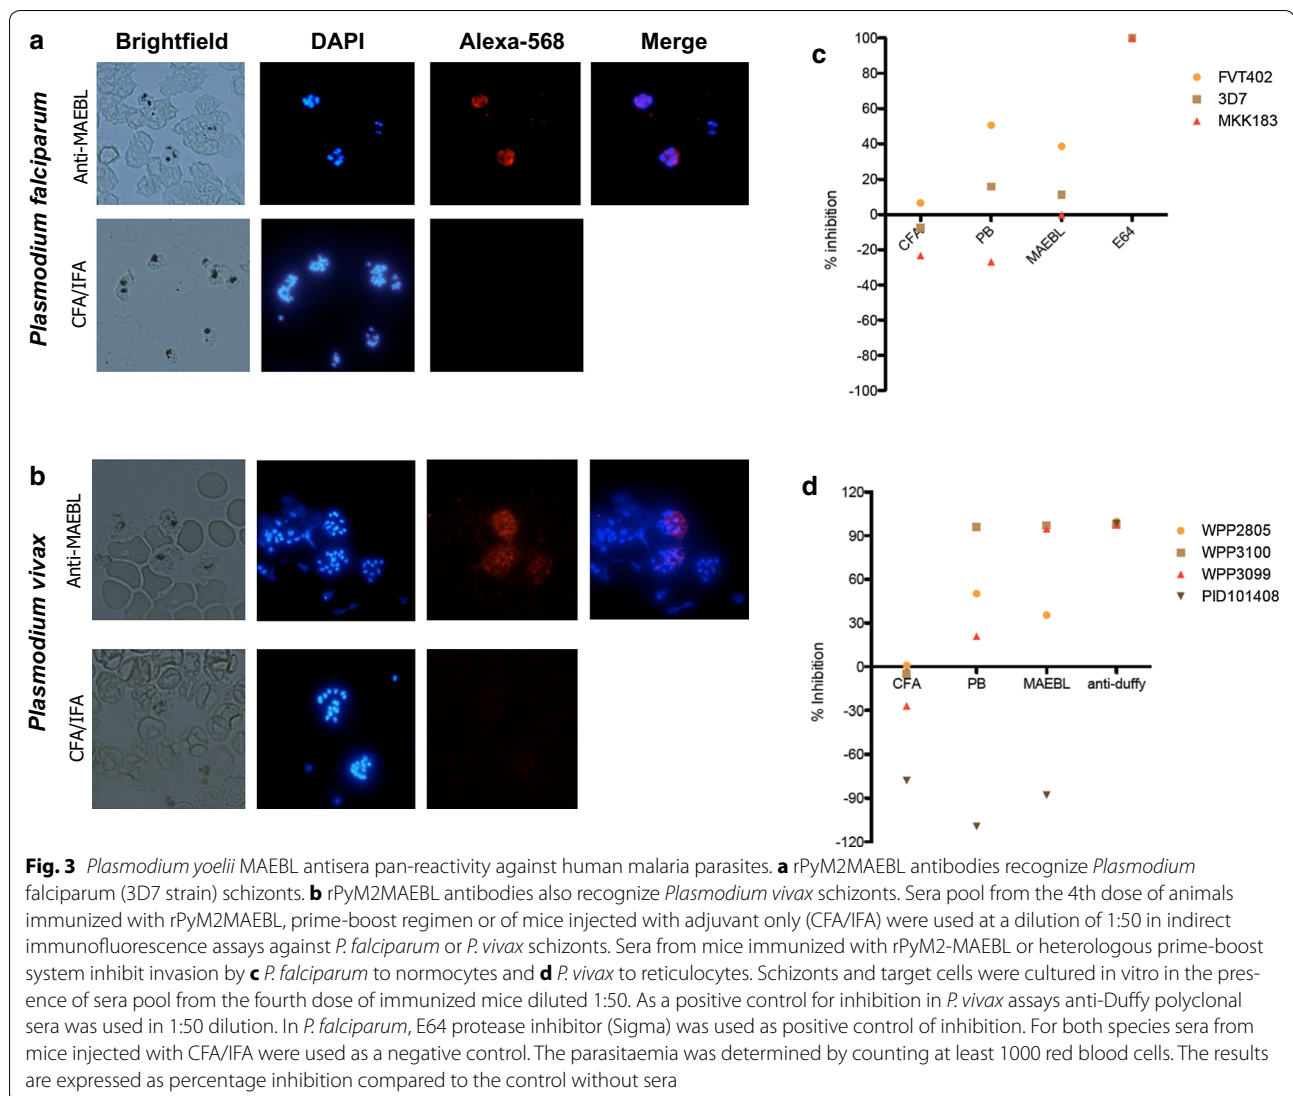 a
Brightfield DAPI Alexa-568 Merge
Plasmodium falciparum
Anti-MAEBL
CFA/IFA
c
100
80
60
40
20
0
-20
-40
-60
-80
-100
% inhibition
CFA PB MAEBL E64
FVT402
3D7
MKK183
b
Plasmodium vivax
Anti-MAEBL
CFA/IFA
d
120
90
60
30
0
-30
-60
-90
-120
% Inhibition
CFA PB MAEBL anti-duffy
WPP2805
WPP3100
WPP3099
PID101408
Fig. 3 Plasmodium yoelii MAEBL antisera pan-reactivity against human malaria parasites. a rPyM2MAEBL antibodies recognize Plasmodium
falciparum (3D7 strain) schizonts. b rPyM2MAEBL antibodies also recognize Plasmodium vivax schizonts. Sera pool from the 4th dose of animals
immunized with rPyM2MAEBL, prime-boost regimen or of mice injected with adjuvant only (CFA/IFA) were used at a dilution of 1:50 in indirect
immunofluorescence assays against P. falciparum or P. vivax schizonts. Sera from mice immunized with rPyM2-MAEBL or heterologous prime-boost
system inhibit invasion by c P. falciparum to normocytes and d P. vivax to reticulocytes. Schizonts and target cells were cultured in vitro in the pres-
ence of sera pool from the fourth dose of immunized mice diluted 1:50. As a positive control for inhibition in P. vivax assays anti-Duffy polyclonal
sera was used in 1:50 dilution. In P. falciparum, E64 protease inhibitor (Sigma) was used as positive control of inhibition. For both species sera from
mice injected with CFA/IFA were used as a negative control. The parasitaemia was determined by counting at least 1000 red blood cells. The results
are expressed as percentage inhibition compared to the control without sera